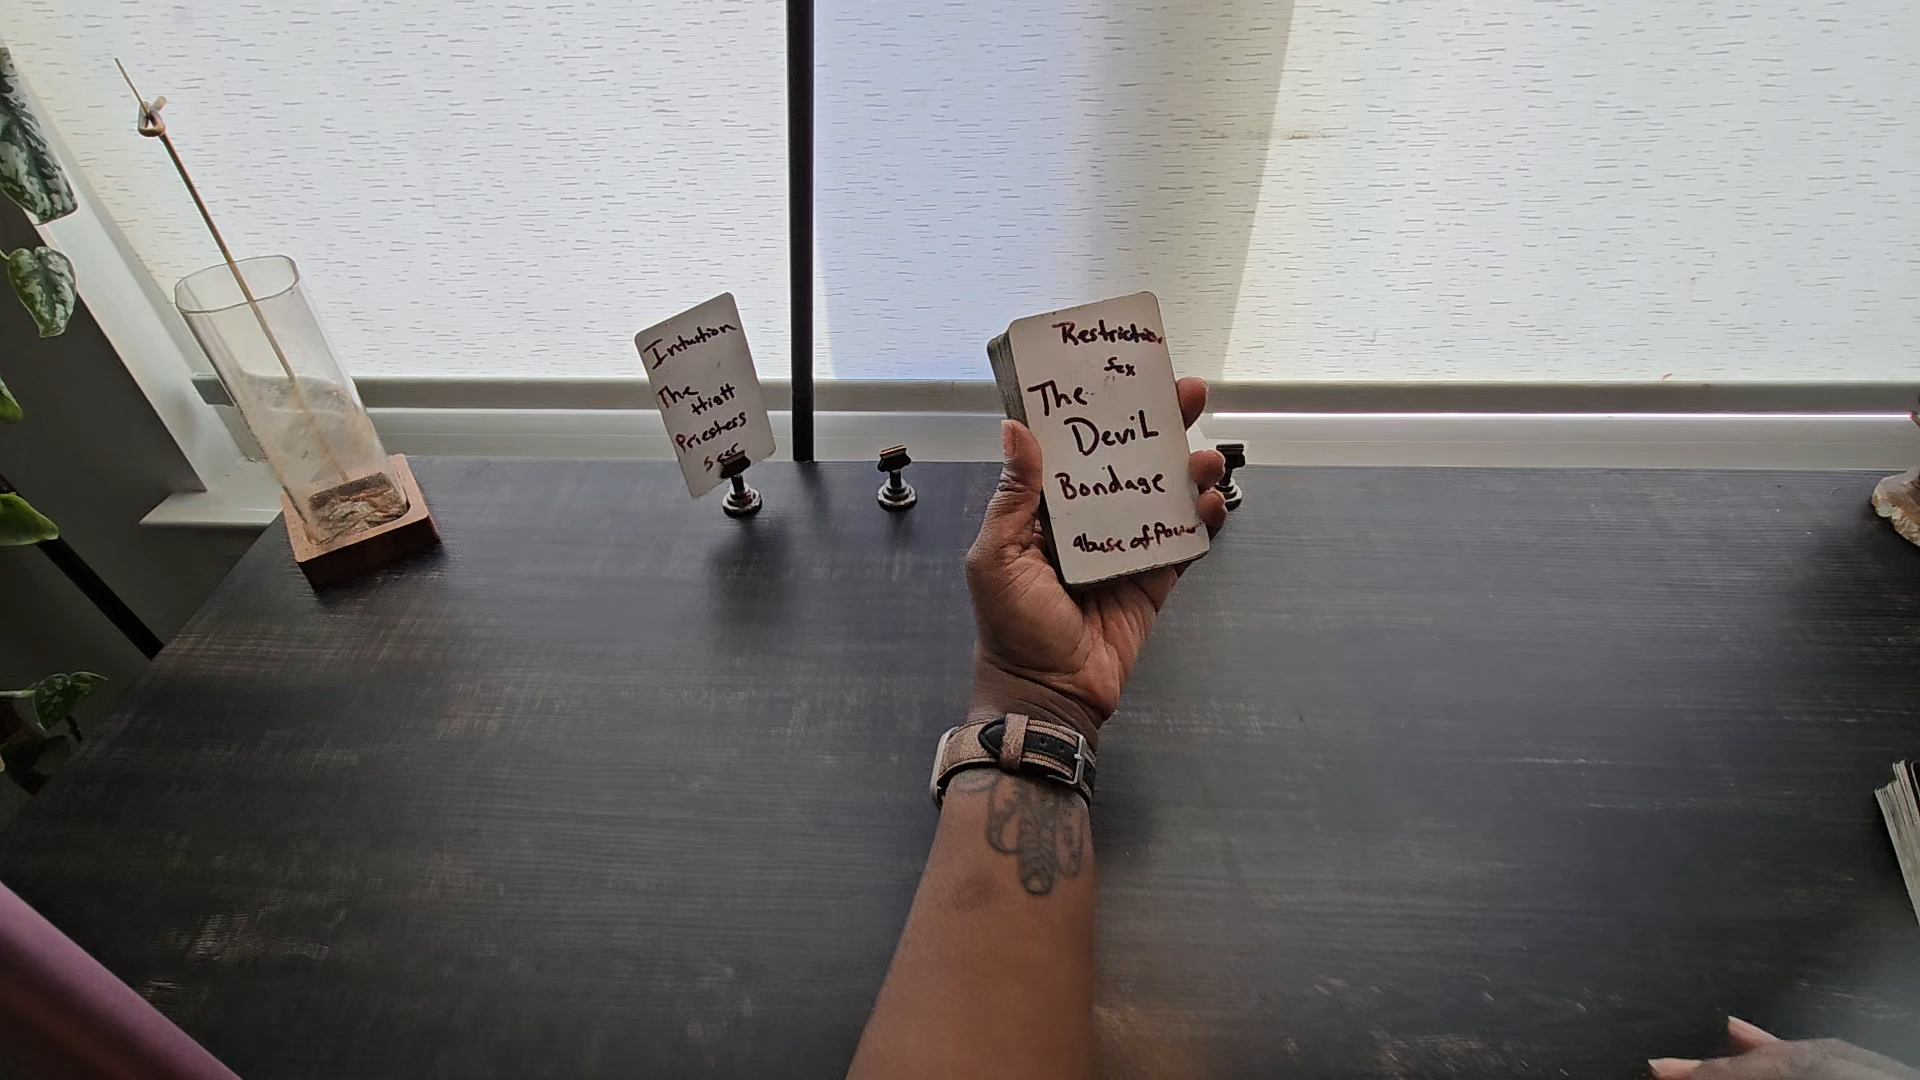 Intuition
The
High
Priestess
Seer
Restriction
Sex
The
Devil
Bondage
abuse of Power